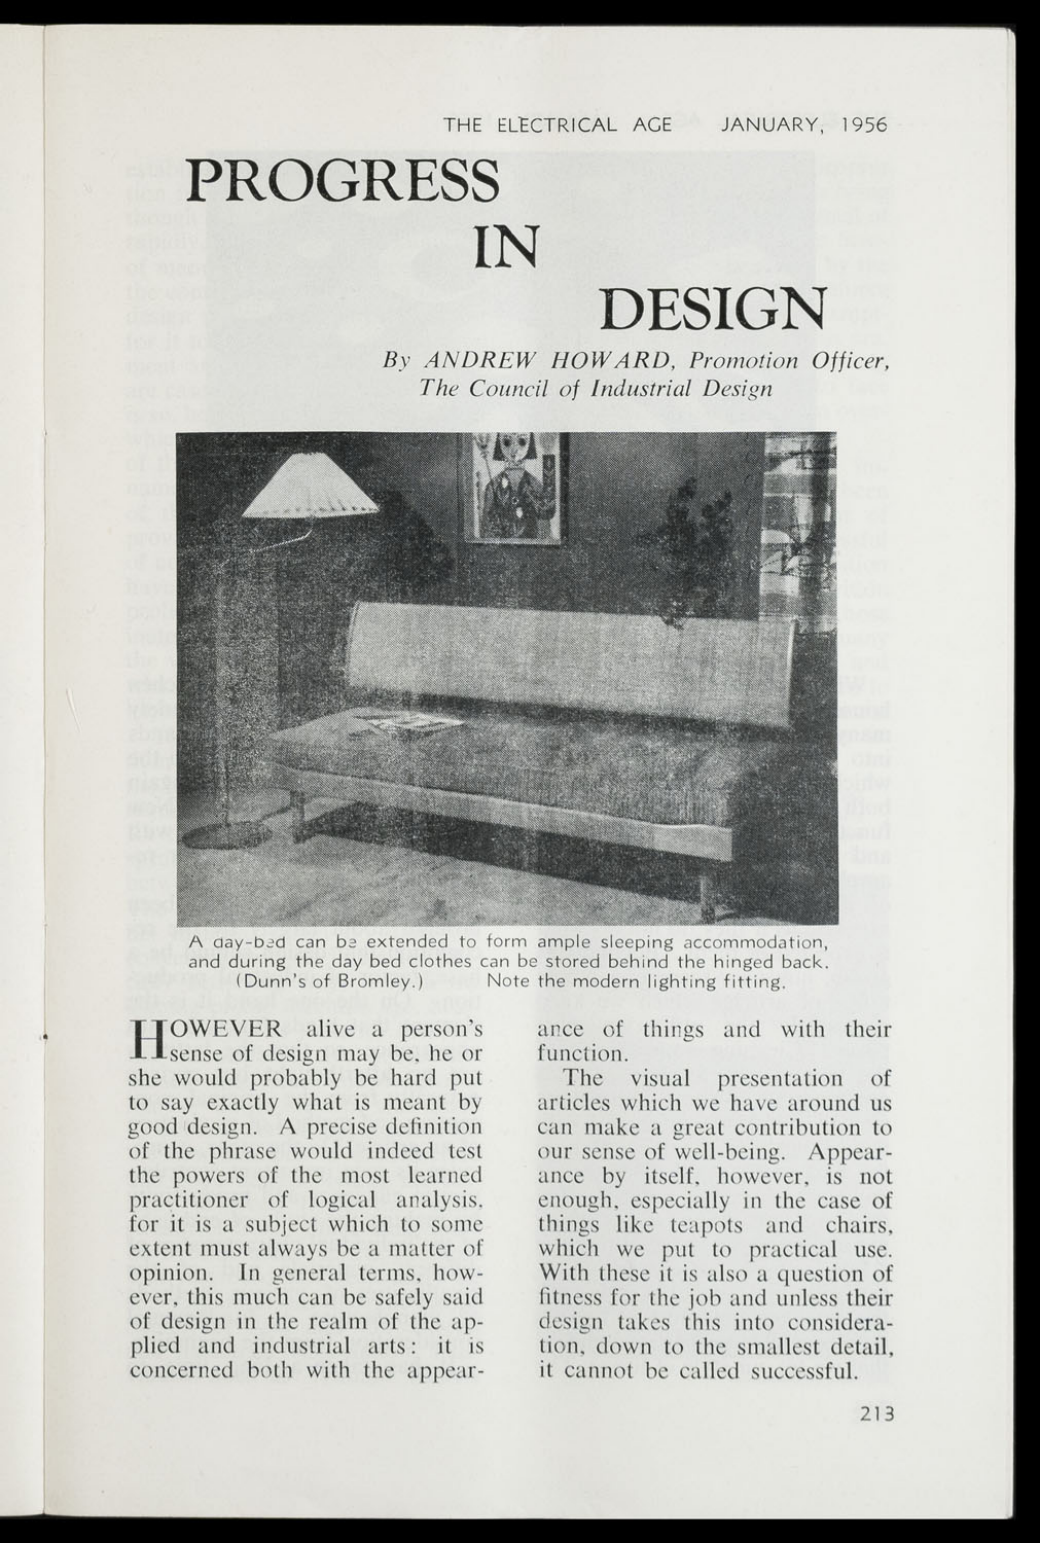 THE ELECTRICAL AGE JANUARY, 1956
PROGRESS
IN
DESIGN
By ANDREW HOWARD, Promotion Officer,
The Council of Industrial Design
A day-bed can be extended to form ample sleeping accommodation,
and during the day bed clothes can be stored behind the hinged back.
(Dunn's of Bromley.) Note the modern lighting fitting.
HOWEVER alive a person's
sense of design may be, he or
she would probably be hard put
to say exactly what is meant by
good design. A precise definition
of the phrase would indeed test
the powers of the most learned
practitioner of logical analysis,
for it is a subject which to some
extent must always be a matter of
opinion. In general terms, how-
ever, this much can be safely said
of design in the realm of the ap-
plied and industrial arts: it is
concerned both with the appear-
ance of things and with their
function.
The visual presentation of
articles which we have around us
can make a great contribution to
our sense of well-being. Appear-
ance by itself, however, is not
enough, especially in the case of
things like teapots and chairs,
which we put to practical use.
With these it is also a question of
fitness for the job and unless their
design takes this into considera-
tion, down to the smallest detail,
it cannot be called successful.
213